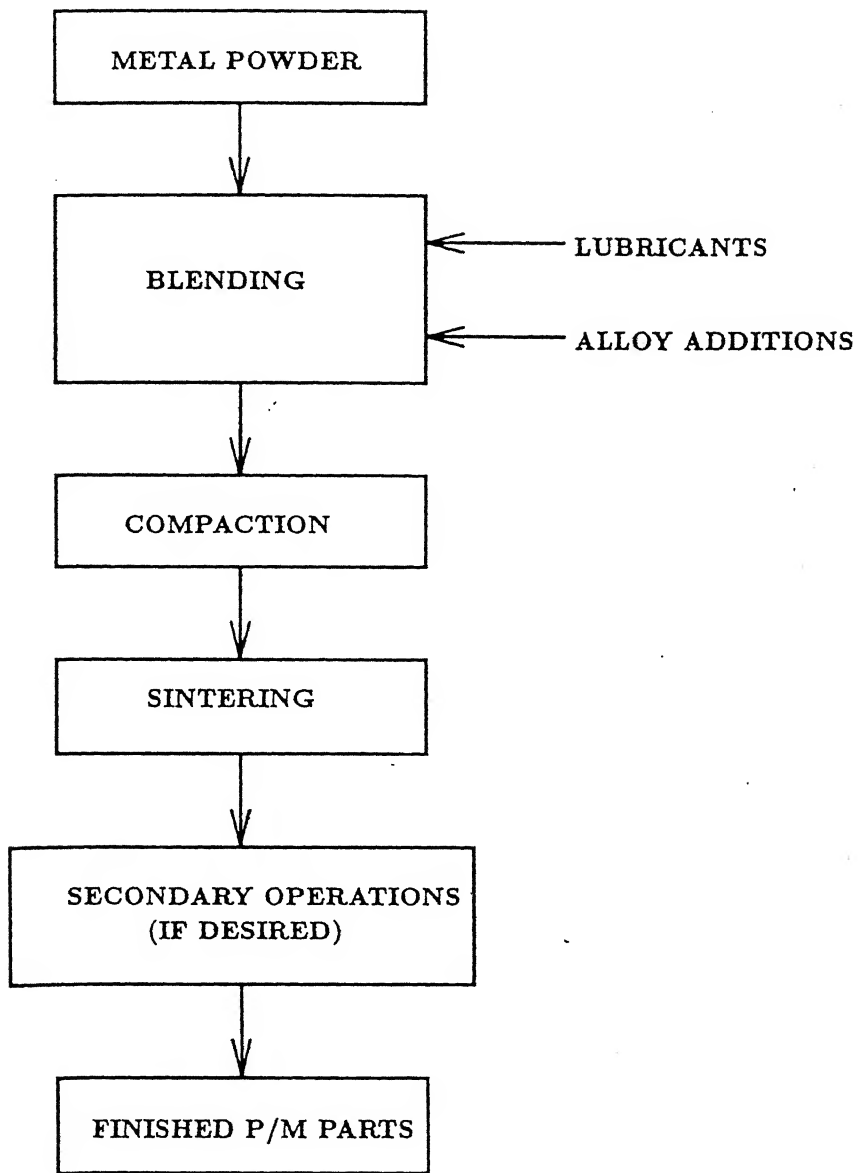 METAL POWDER
BLENDING
LUBRICANTS
ALLOY ADDITIONS
COMPACTION
SINTERING
SECONDARY OPERATIONS
(IF DESIRED)
FINISHED P/M PARTS